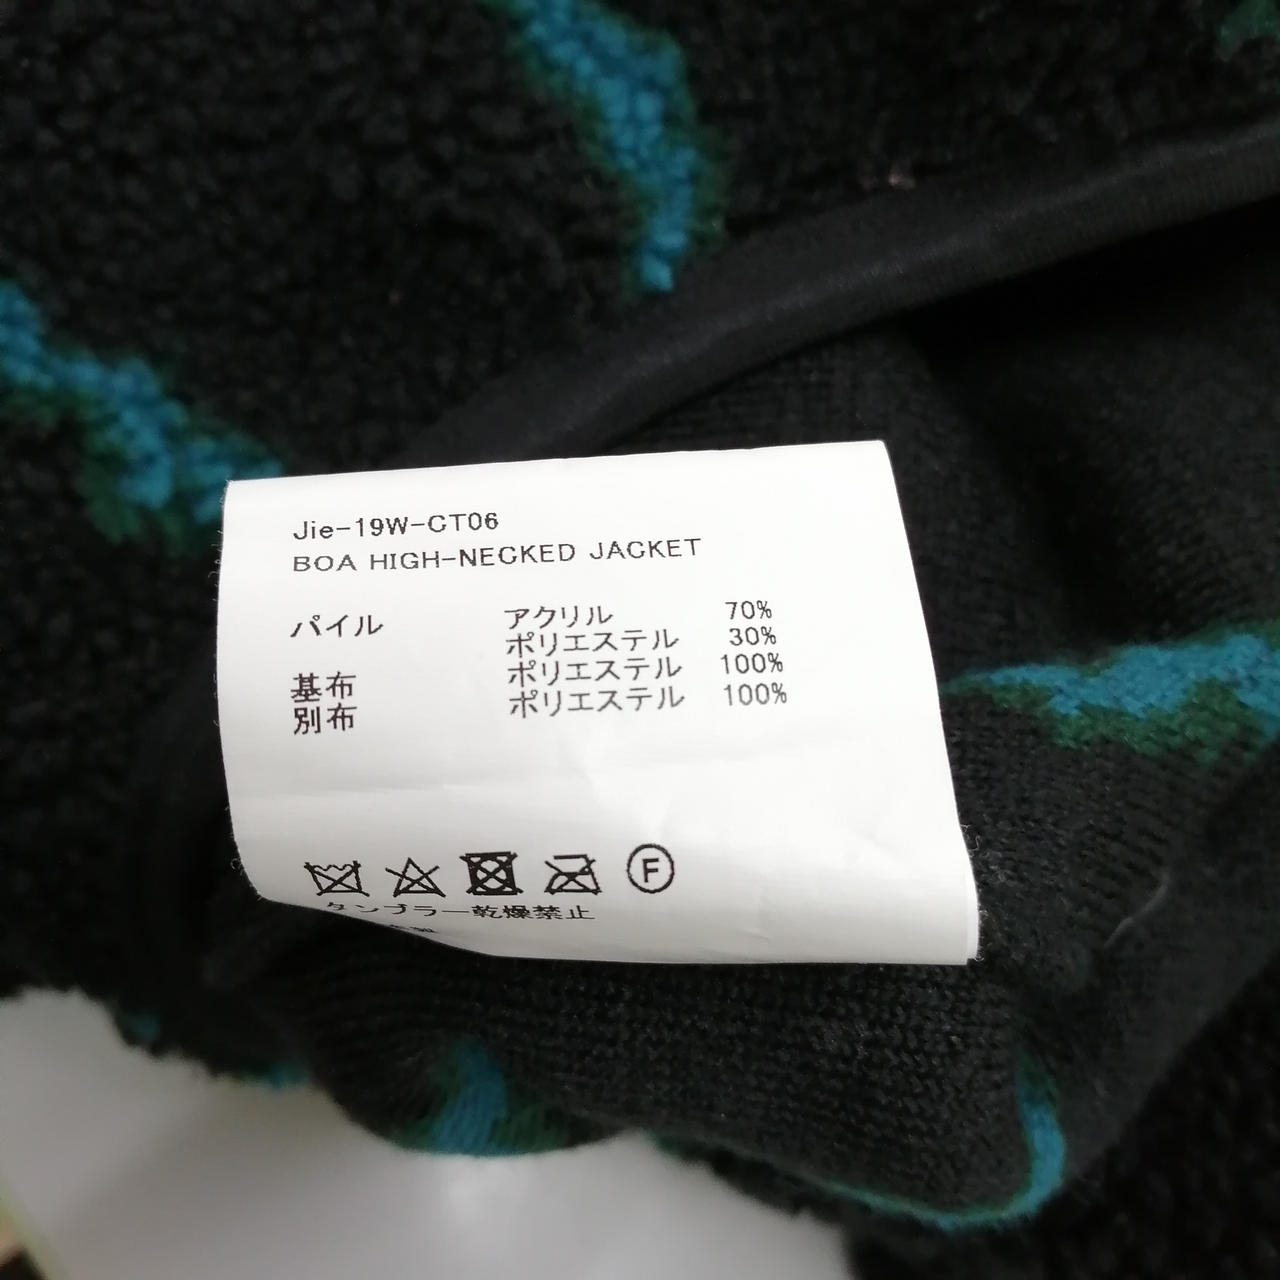 Jie-19W-CT06
BOA HIGH-NECKED JACKET
パイル アクリル 70%
ポリエステル 30%
基布 ポリエステル 100%
別布 ポリエステル 100%
F
タンブラー乾燥禁止